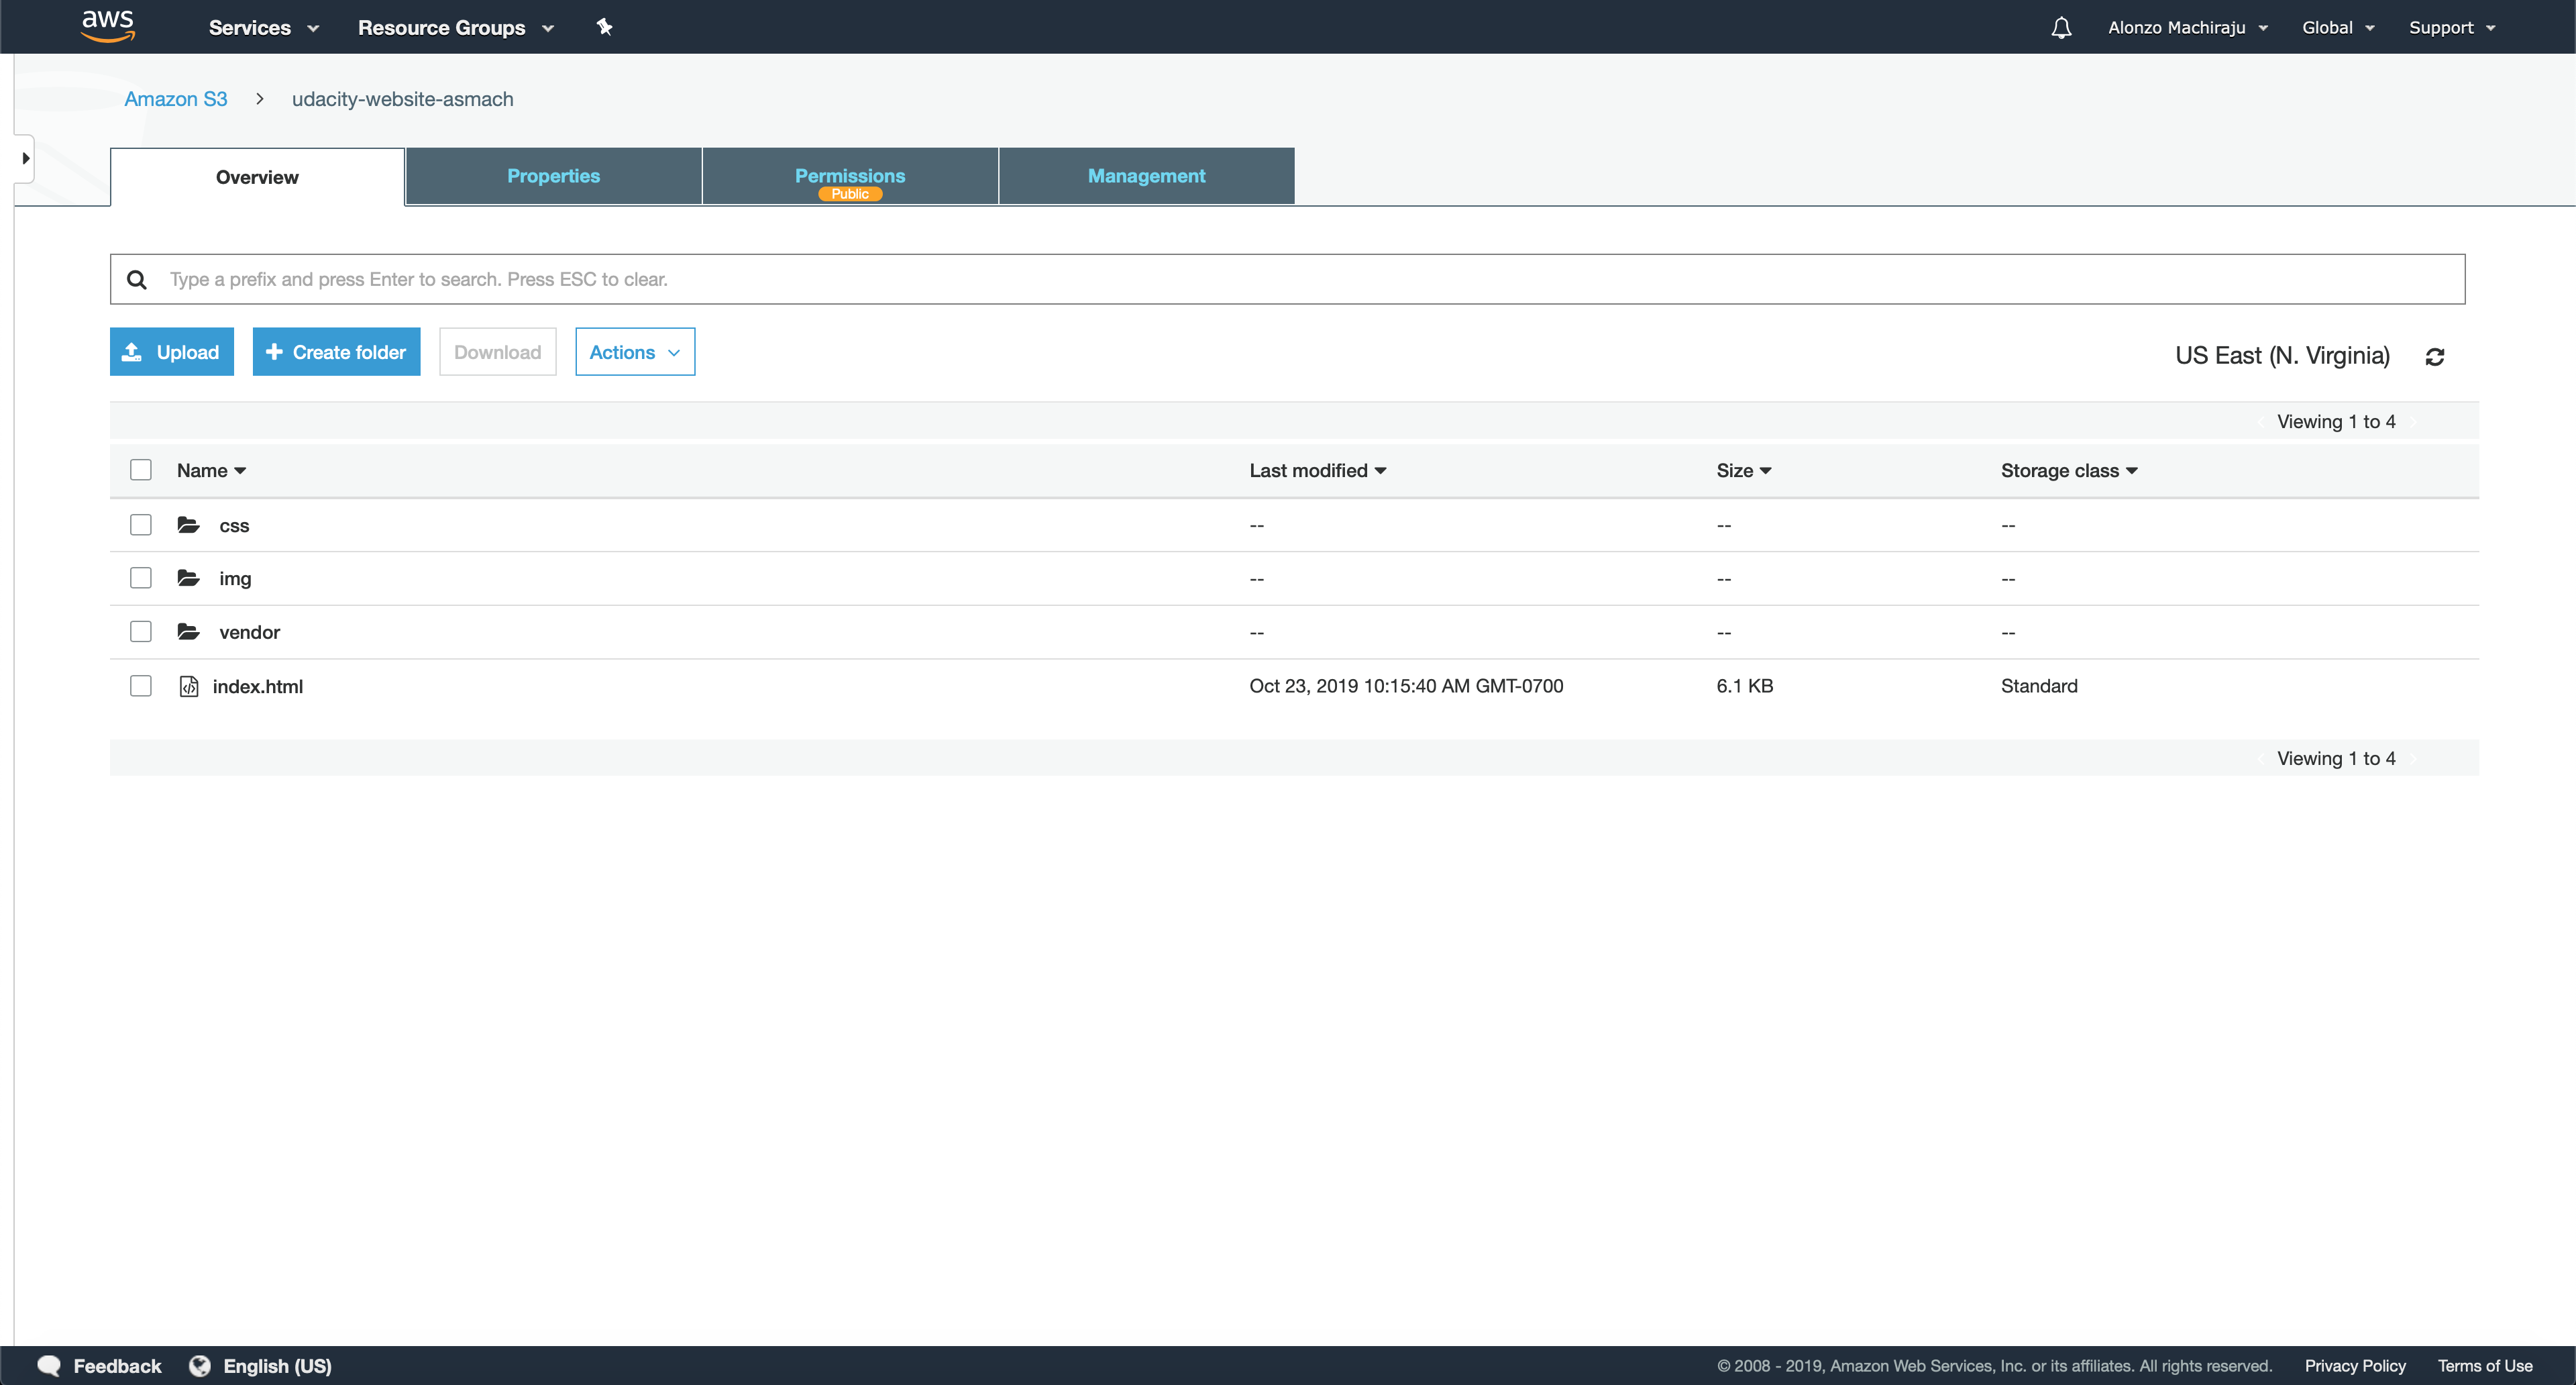 aws Services Resource Groups Alonzo Machiraju Global Support
Amazon S3 > udacity-website-asmach
Overview Properties Permissions Management
Public
Type a prefix and press Enter to search. Press ESC to clear.
Upload + Create folder Download Actions US East (N. Virginia)
Viewing 1 to 4
Name Last modified Size Storage class
css -- -- --
img -- -- --
vendor -- -- --
index.html Oct 23, 2019 10:15:40 AM GMT-0700 6.1 KB Standard
Viewing 1 to 4
Feedback English (US) © 2008 - 2019, Amazon Web Services, Inc. or its affiliates. All rights reserved. Privacy Policy Terms of Use